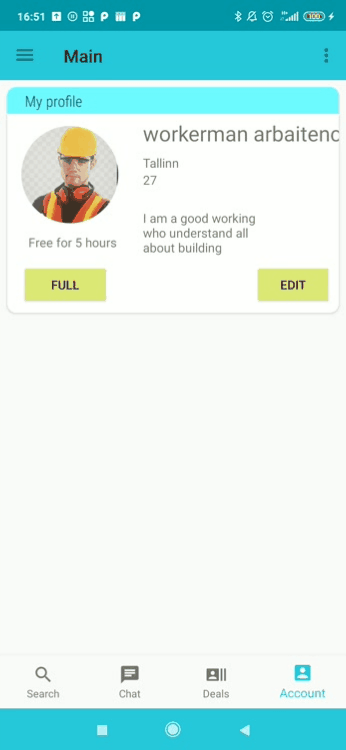 16:51
100
Main
My profile
workerman arbaitenc
Tallinn
27
I am a good working
who understand all
about building
Free for 5 hours
FULL
EDIT
Search
Chat
Deals
Account